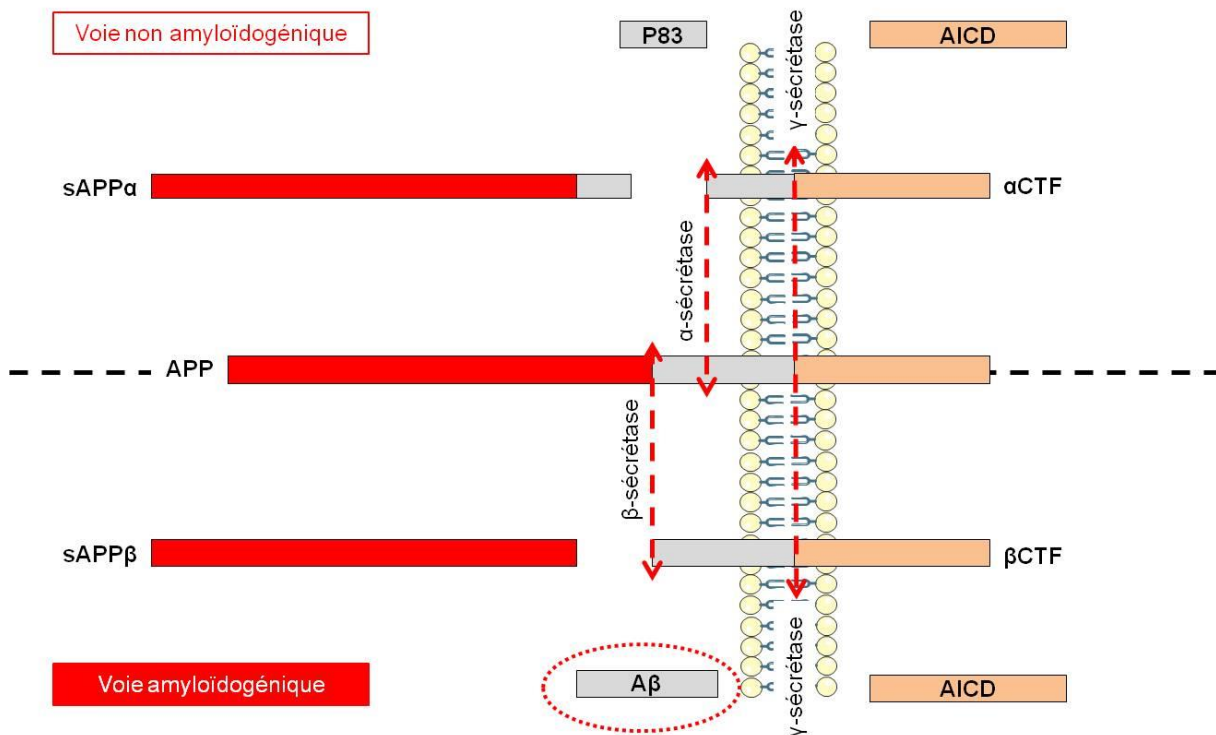 Voie non amyloïdogénique
P83
AICD
γ-sécrétase
sAPPα
αCTF
α-sécrétase
APP
β-sécrétase
sAPPβ
βCTF
Voie amyloïdogénique
Aβ
γ-sécrétase
AICD